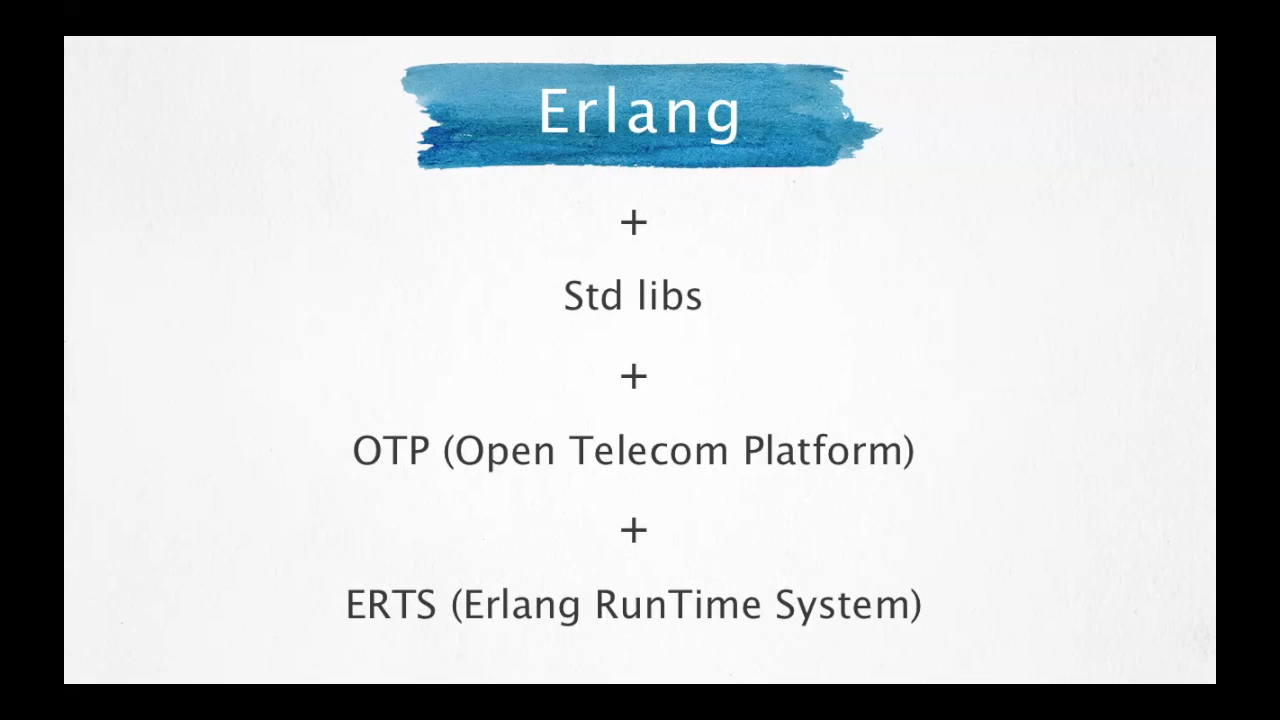 Erlang
+
Std libs
+
OTP (Open Telecom Platform)
+
ERTS (Erlang RunTime System)